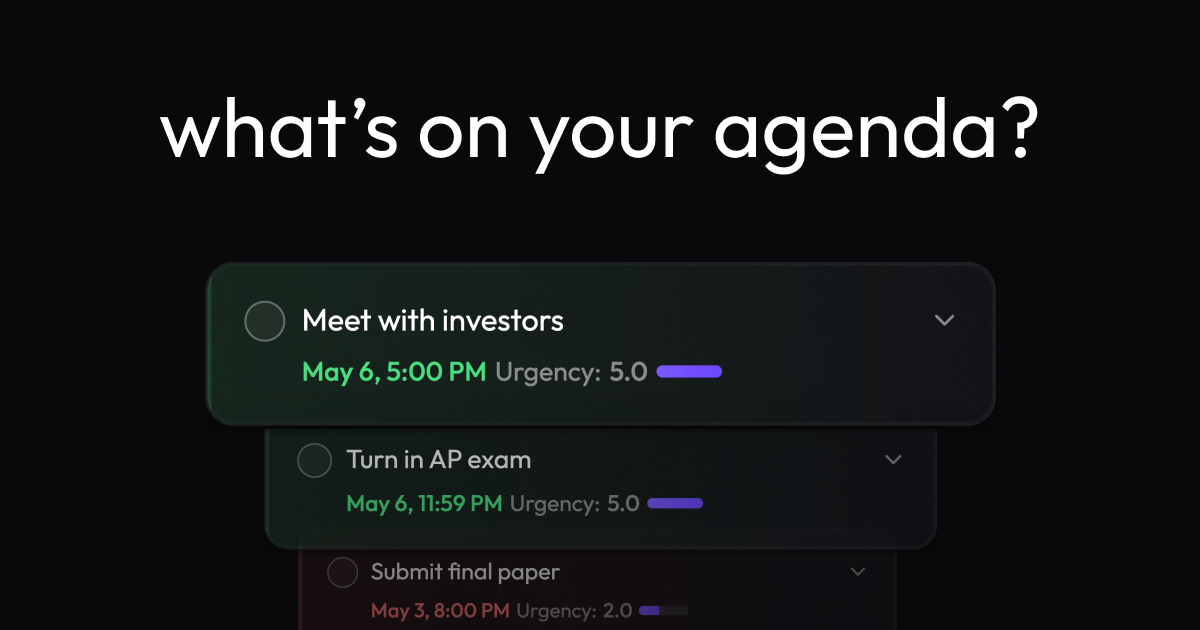 what’s on your agenda?
Meet with investors
May 6, 5:00 PM Urgency: 5.0
Turn in AP exam
May 6, 11:59 PM Urgency: 5.0
Submit final paper
May 3, 8:00 PM Urgency: 2.0